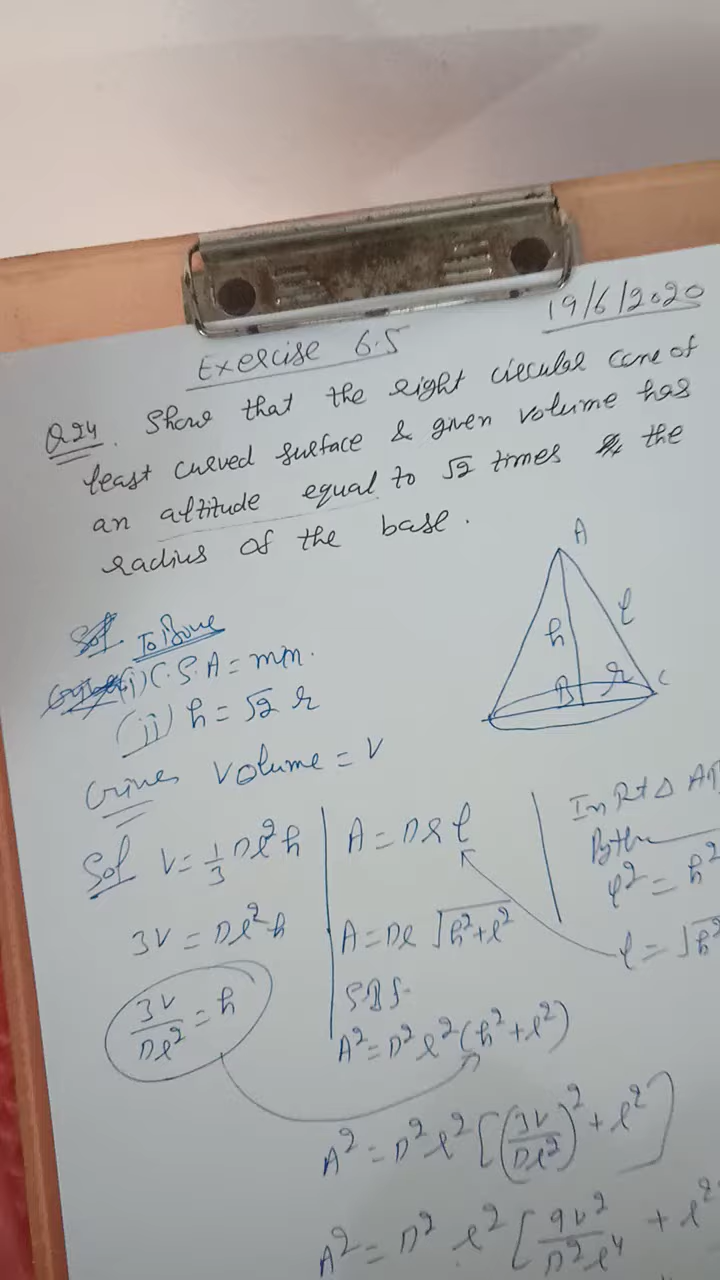 19/6/2020
Exercise 6.5
Q24. Show that the right circular cone of
least curved surface & given volume has
an altitude equal to √2 times the
radius of the base.
Sol. To Prove
(i) C.S.A = min.
(ii) h = √2 r
Given Volume = V
A
h
l
B
r
C
Sol V = 1/3 πr²h
3V = πr²h
3V/πr² = h
A = πrl
A = πr √h²+r²
SBS
A² = π²r²(h²+r²)
A² = π²r²[(3V/πr²)² + r²]
A² = π² r² [9V²/π²r⁴ + r²
In Rt Δ A
l² = h²
l = √h²